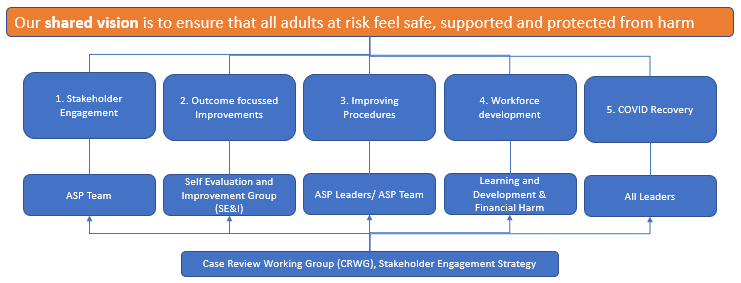 Our shared vision is to ensure that all adults at risk feel safe, supported and protected from harm
1. Stakeholder
Engagement
2. Outcome focussed
Improvements
3. Improving
Procedures
4. Workforce
development
5. COVID Recovery
ASP Team
Self Evaluation and
Improvement Group
(SE&I)
ASP Leaders/ ASP Team
Learning and
Development &
Financial Harm
All Leaders
Case Review Working Group (CRWG), Stakeholder Engagement Strategy